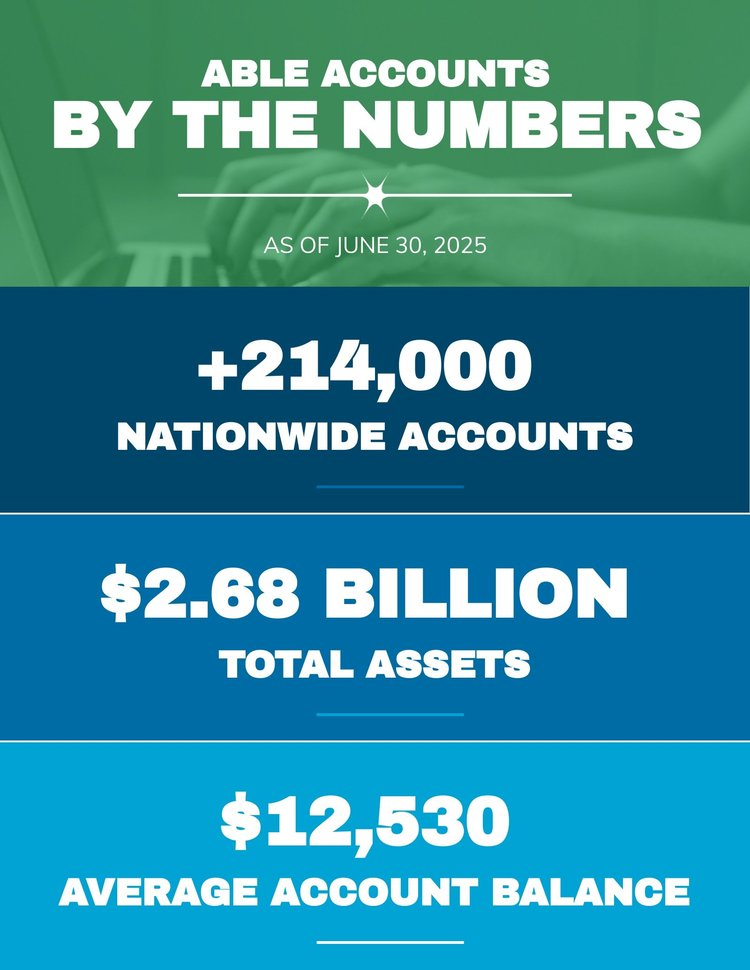 ABLE ACCOUNTS
BY THE NUMBERS
AS OF JUNE 30, 2025
+214,000
NATIONWIDE ACCOUNTS
$2.68 BILLION
TOTAL ASSETS
$12,530
AVERAGE ACCOUNT BALANCE